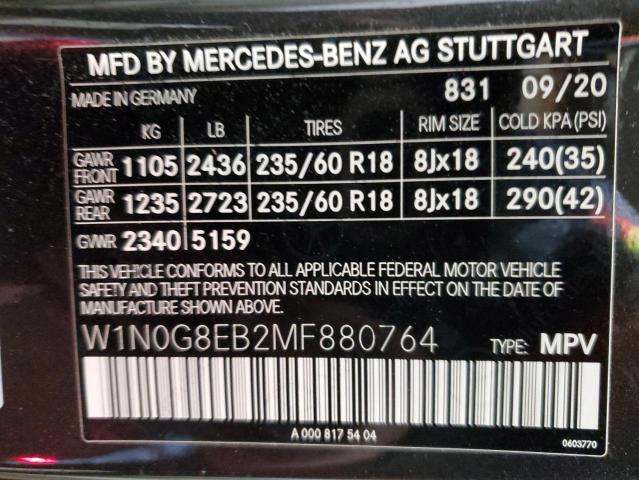 MFD BY MERCEDES-BENZ AG STUTTGART
MADE IN GERMANY 831 09/20
KG LB TIRES RIM SIZE COLD KPA (PSI)
GAWR FRONT 1105 2436 235/60 R18 8Jx18 240(35)
GAWR REAR 1235 2723 235/60 R18 8Jx18 290(42)
GVWR 2340 5159
THIS VEHICLE CONFORMS TO ALL APPLICABLE FEDERAL MOTOR VEHICLE
SAFETY AND THEFT PREVENTION STANDARDS IN EFFECT ON THE DATE OF
MANUFACTURE SHOWN ABOVE.
W1N0G8EB2MF880764 TYPE: MPV
A 000 817 54 04
0603770